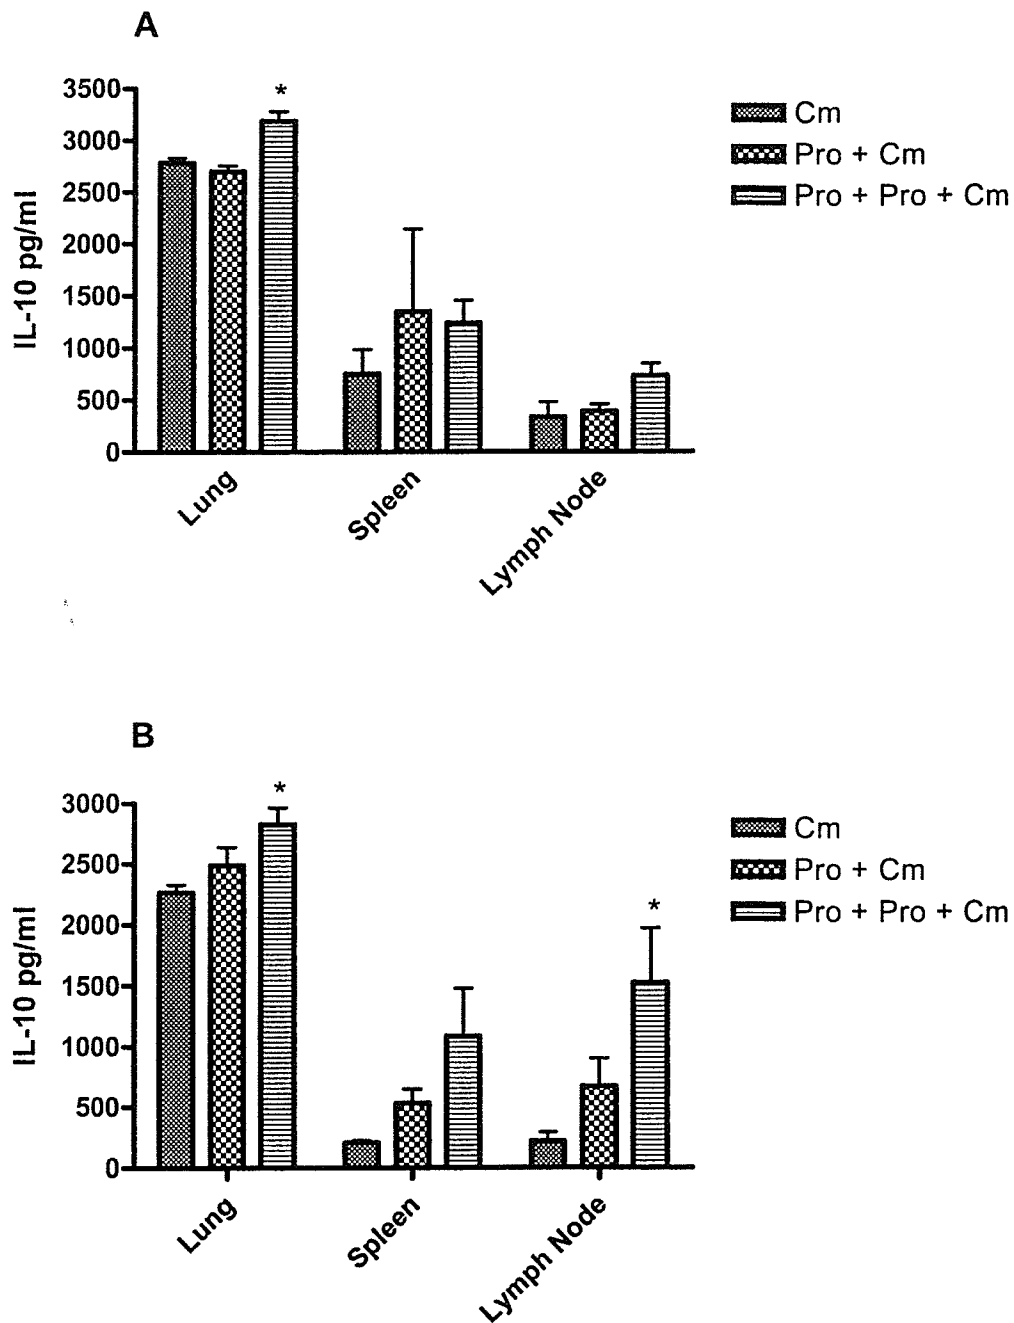 A
*
3500
3000
2500
2000
1500
1000
500
0
IL-10 pg/ml
Lung
Spleen
Lymph Node
Cm
Pro + Cm
Pro + Pro + Cm
B
*
*
3000
2500
2000
1500
1000
500
0
IL-10 pg/ml
Lung
Spleen
Lymph Node
Cm
Pro + Cm
Pro + Pro + Cm